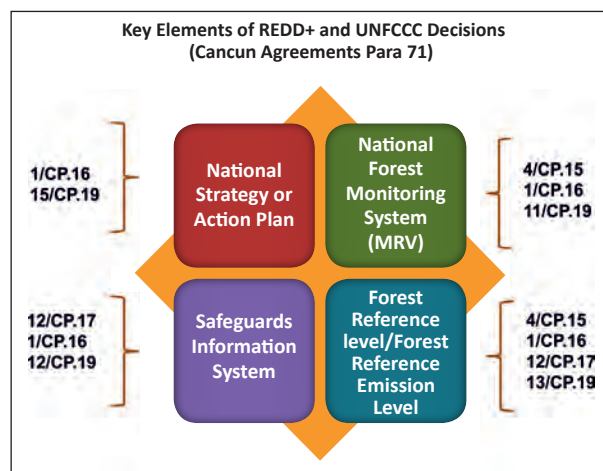 Key Elements of REDD+ and UNFCCC Decisions
(Cancun Agreements Para 71)
1/CP.16
15/CP.19
National
Strategy or
Action Plan
National
Forest
Monitoring
System
(MRV)
4/CP.15
1/CP.16
11/CP.19
12/CP.17
1/CP.16
12/CP.19
Safeguards
Information
System
Forest
Reference
level/Forest
Reference
Emission
Level
4/CP.15
1/CP.16
12/CP.17
13/CP.19